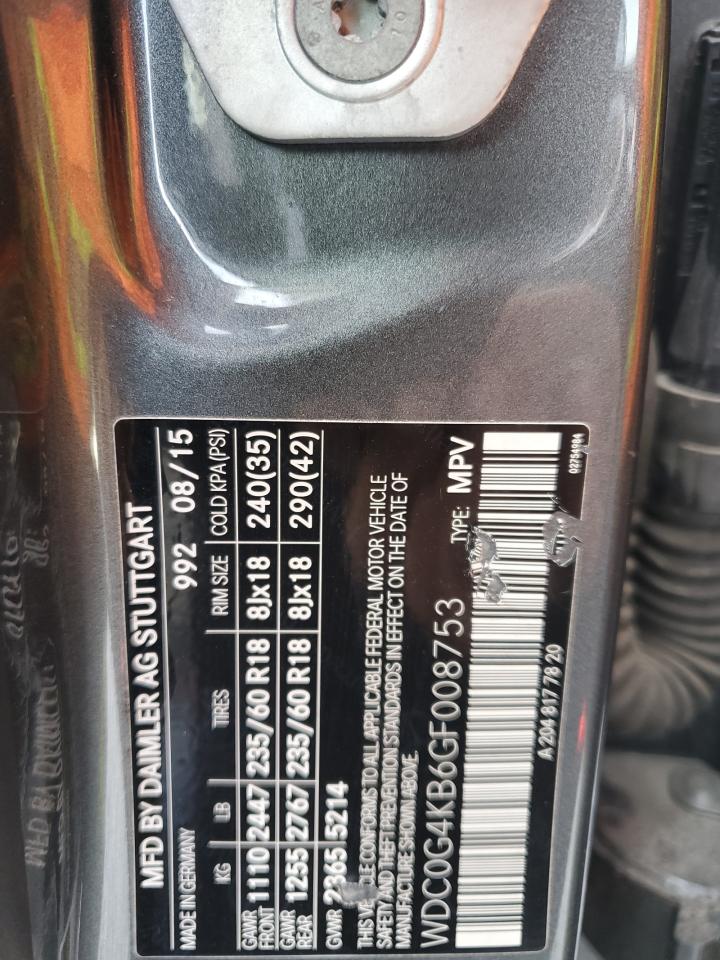 MFD BY DAIMLER AG STUTTGART
MADE IN GERMANY 992 08/15
KG LB TIRES RIM SIZE COLD KPA(PSI)
GAWR FRONT 1110 2447 235/60 R18 8Jx18 240(35)
GAWR REAR 1255 2767 235/60 R18 8Jx18 290(42)
GVWR 2365 5214
THIS VEHICLE CONFORMS TO ALL APPLICABLE FEDERAL MOTOR VEHICLE
SAFETY AND THEFT PREVENTION STANDARDS IN EFFECT ON THE DATE OF
MANUFACTURE SHOWN ABOVE.
WDC0G4KB6GF008753 TYPE: MPV
A 204 817 78 20 02754984